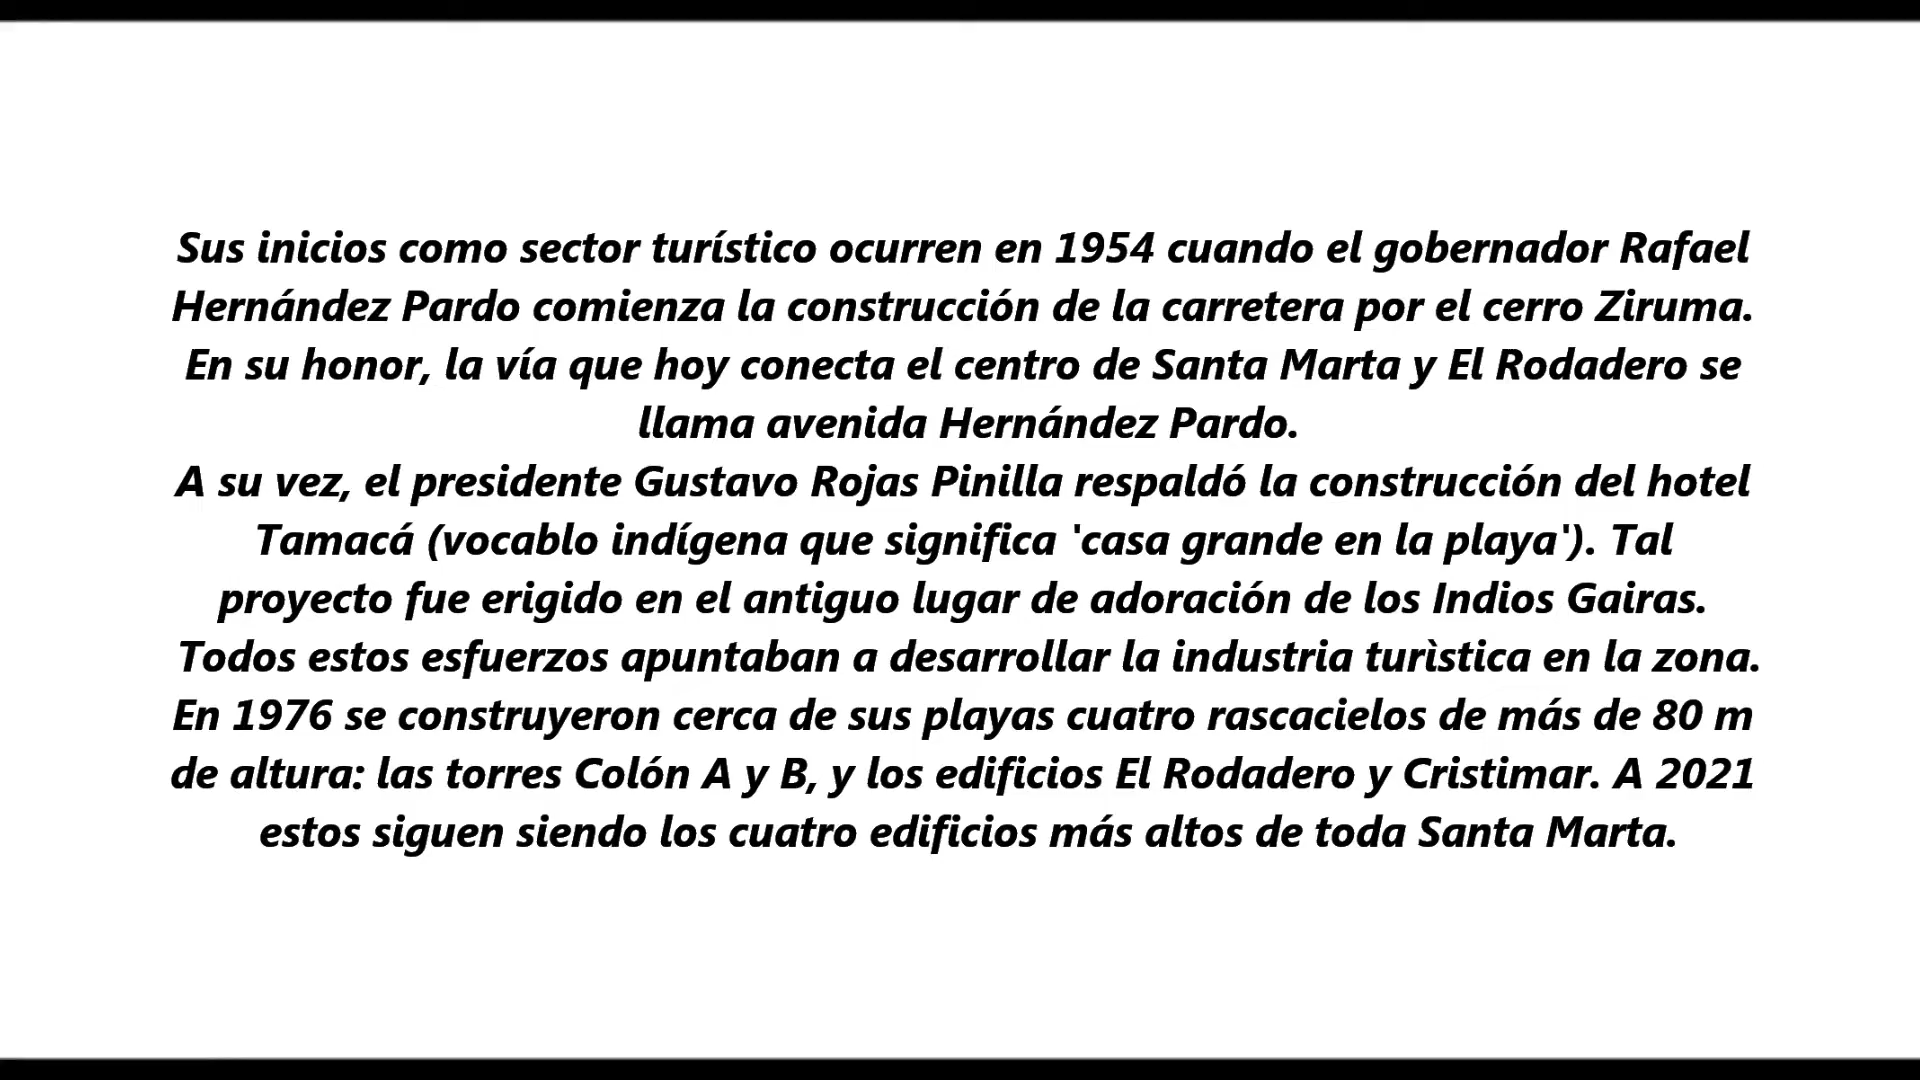 Sus inicios como sector turístico ocurren en 1954 cuando el gobernador Rafael
Hernández Pardo comienza la construcción de la carretera por el cerro Ziruma.
En su honor, la vía que hoy conecta el centro de Santa Marta y El Rodadero se
llama avenida Hernández Pardo.
A su vez, el presidente Gustavo Rojas Pinilla respaldó la construcción del hotel
Tamacá (vocablo indígena que significa 'casa grande en la playa'). Tal
proyecto fue erigido en el antiguo lugar de adoración de los Indios Gairas.
Todos estos esfuerzos apuntaban a desarrollar la industria turìstica en la zona.
En 1976 se construyeron cerca de sus playas cuatro rascacielos de más de 80 m
de altura: las torres Colón A y B, y los edificios El Rodadero y Cristimar. A 2021
estos siguen siendo los cuatro edificios más altos de toda Santa Marta.